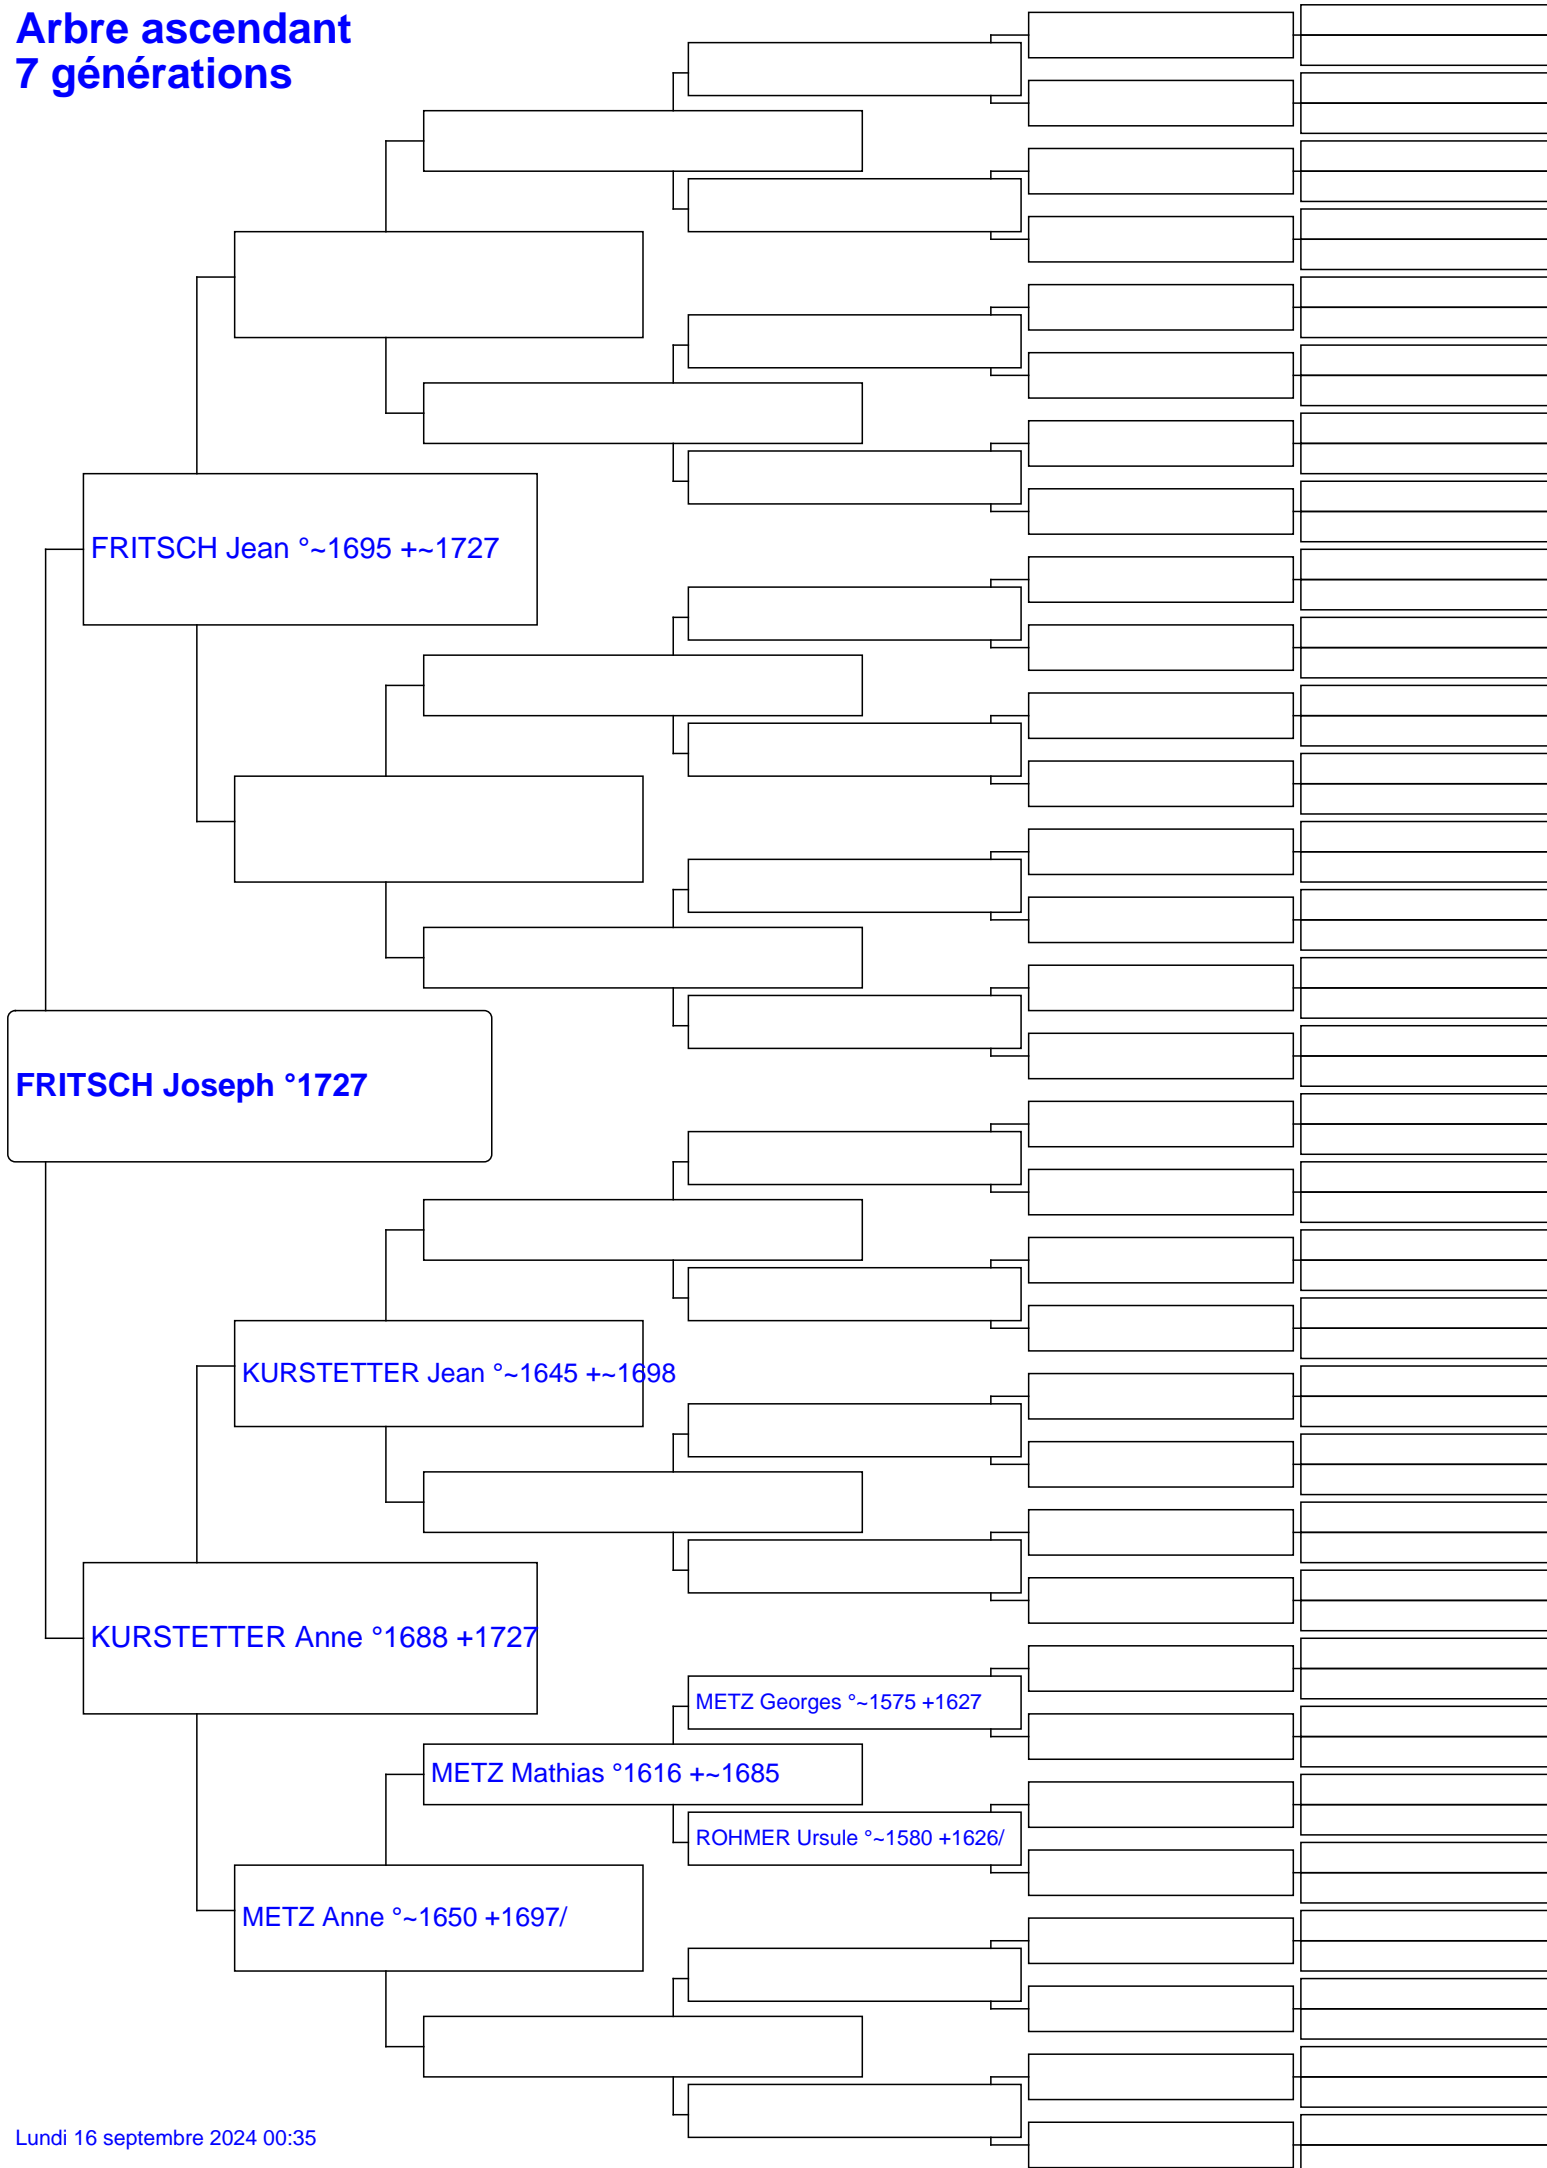 Arbre ascendant
7 générations
FRITSCH Jean °~1695 +~1727
FRITSCH Joseph °1727
KURSTETTER Jean °~1645 +~1698
KURSTETTER Anne °1688 +1727
METZ Georges °~1575 +1627
METZ Mathias °1616 +~1685
ROHMER Ursule °~1580 +1626/
METZ Anne °~1650 +1697/
Lundi 16 septembre 2024 00:35